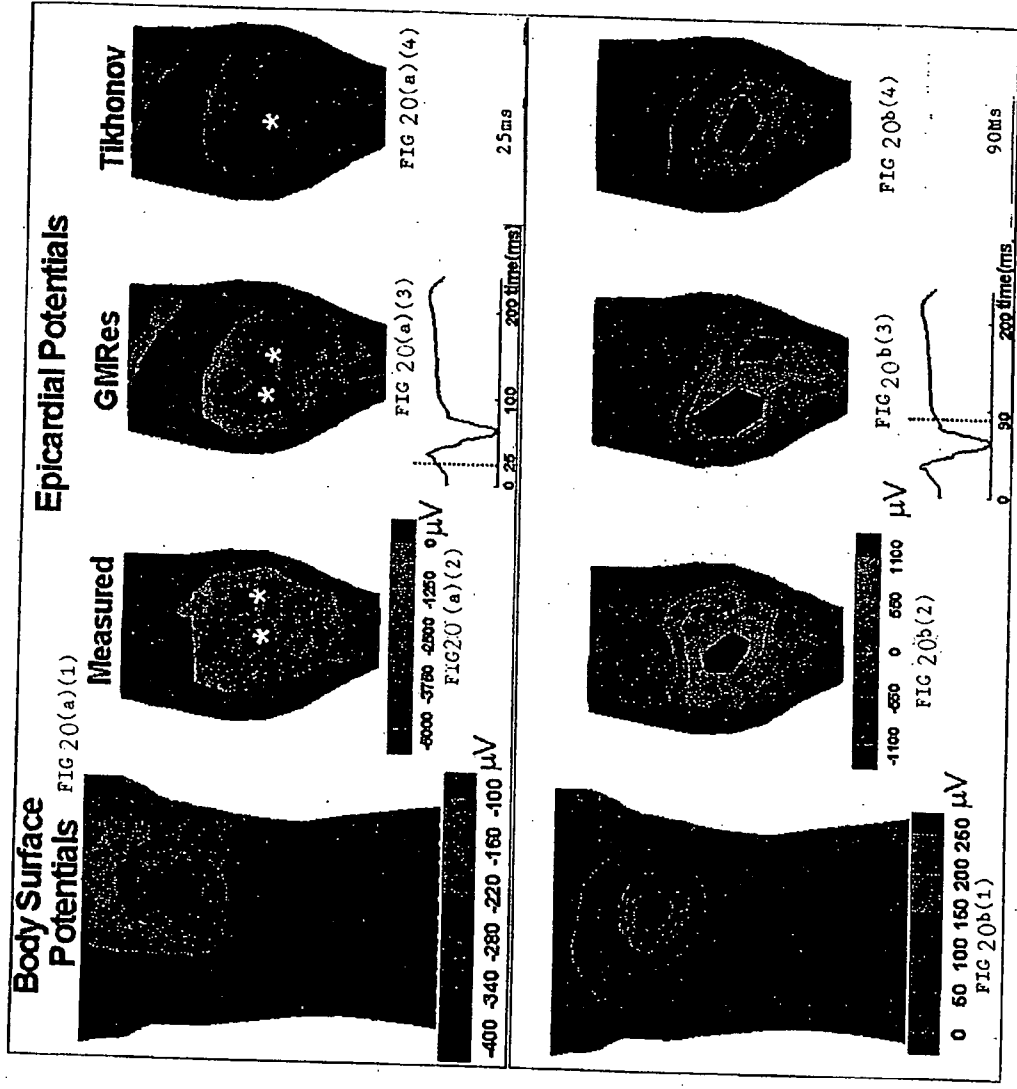 Body Surface
Potentials
FIG 20(a)(1)
Epicardial Potentials
Measured
GMRes
Tikhonov
-400 -340 -280 -220 -160 -100 µV
-5000 -3750 -2500 -1250 0 µV
FIG20(a)(2)
FIG 20(a)(3)
0 25 100 200 time(ms)
FIG 20(a)(4)
25ms
0 50 100 150 200 250 µV
FIG 20b(1)
-1100 -550 0 550 1100 µV
FIG 20b(2)
FIG 20b(3)
0 90 200 time(ms)
FIG 20b(4)
90ms